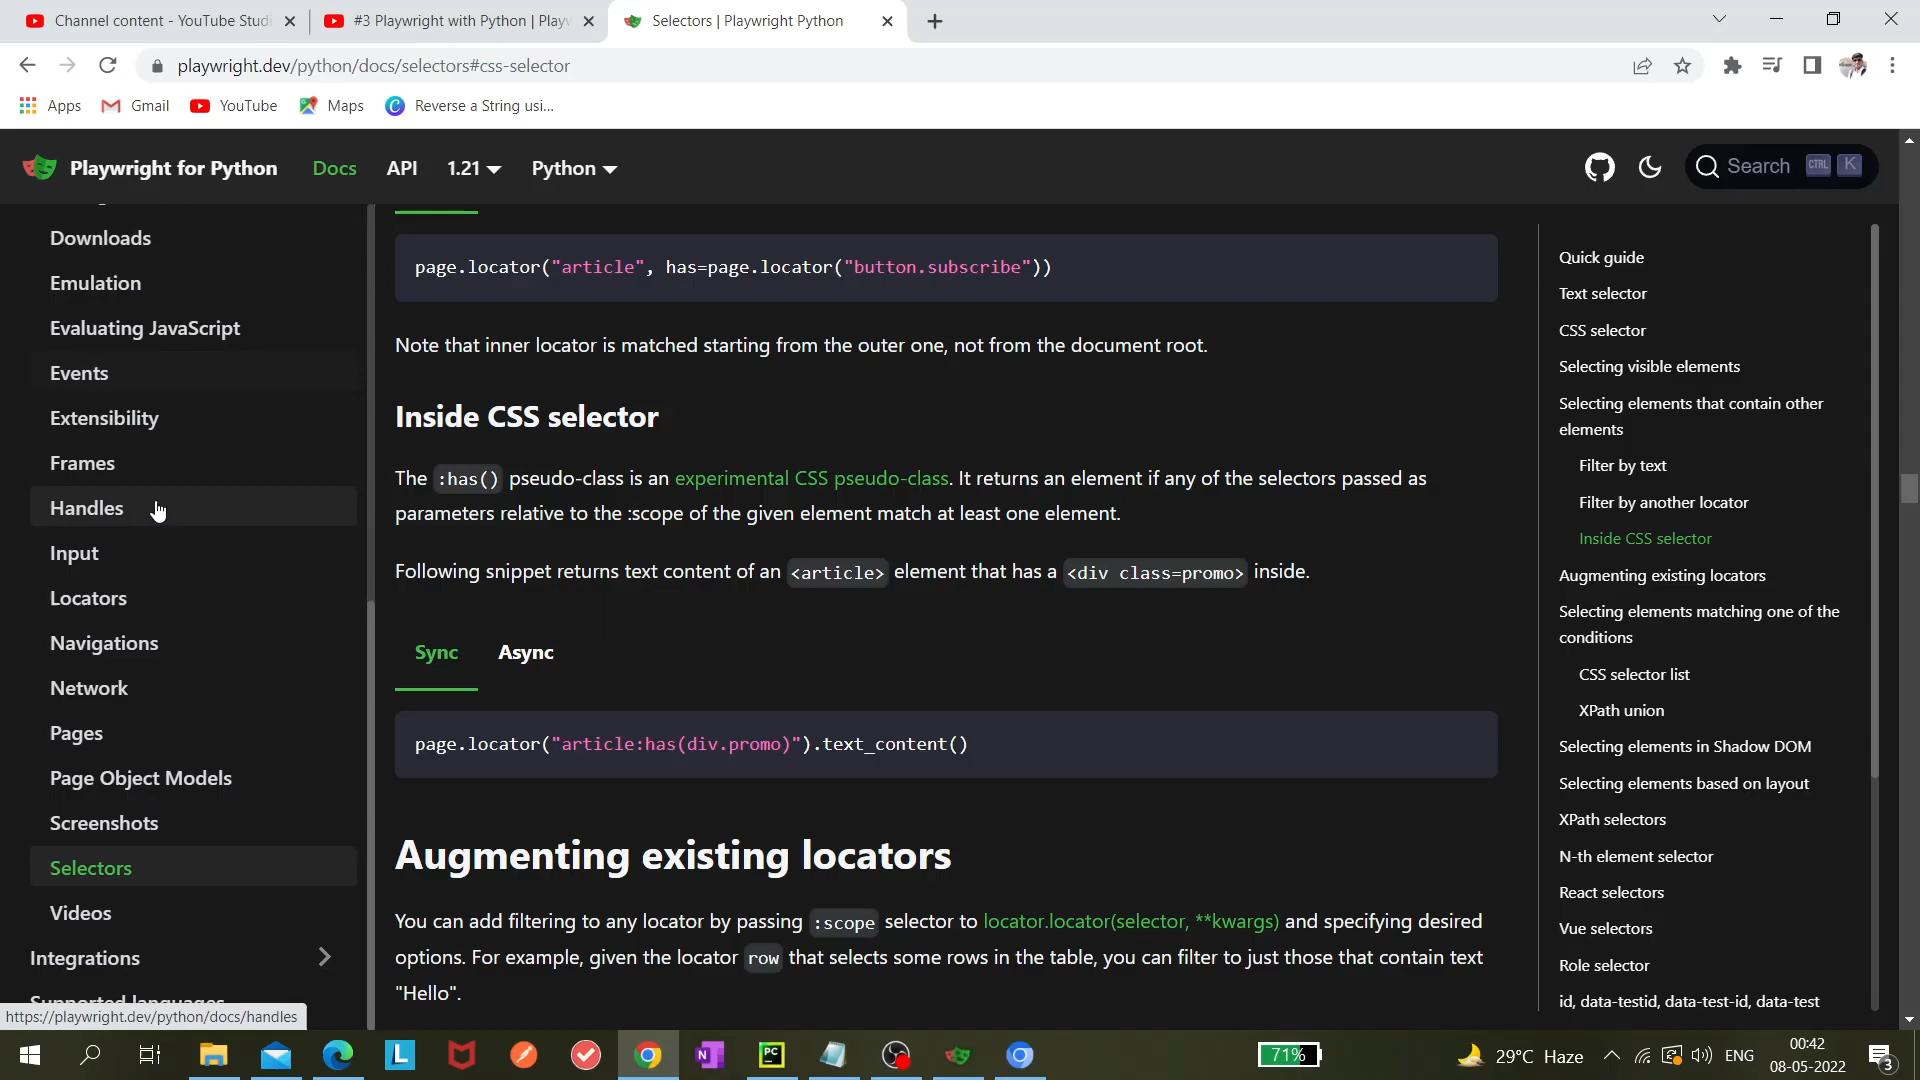 Channel content - YouTube Studi
#3 Playwright with Python | Playw
Selectors | Playwright Python
playwright.dev/python/docs/selectors#css-selector
Apps
Gmail
YouTube
Maps
Reverse a String usi...
Playwright for Python
Docs
API
1.21
Python
Search
CTRL
K
Downloads
Emulation
Evaluating JavaScript
Events
Extensibility
Frames
Handles
Input
Locators
Navigations
Network
Pages
Page Object Models
Screenshots
Selectors
Videos
Integrations
Supported languages
https://playwright.dev/python/docs/handles
page.locator("article", has=page.locator("button.subscribe"))
Note that inner locator is matched starting from the outer one, not from the document root.
Inside CSS selector
The :has() pseudo-class is an experimental CSS pseudo-class. It returns an element if any of the selectors passed as
parameters relative to the :scope of the given element match at least one element.
Following snippet returns text content of an <article> element that has a <div class=promo> inside.
Sync
Async
page.locator("article:has(div.promo)").text_content()
Augmenting existing locators
You can add filtering to any locator by passing :scope selector to locator.locator(selector, **kwargs) and specifying desired
options. For example, given the locator row that selects some rows in the table, you can filter to just those that contain text
"Hello".
Quick guide
Text selector
CSS selector
Selecting visible elements
Selecting elements that contain other
elements
Filter by text
Filter by another locator
Inside CSS selector
Augmenting existing locators
Selecting elements matching one of the
conditions
CSS selector list
XPath union
Selecting elements in Shadow DOM
Selecting elements based on layout
XPath selectors
N-th element selector
React selectors
Vue selectors
Role selector
id, data-testid, data-test-id, data-test
71%
29°C Haze
ENG
00:42
08-05-2022
3